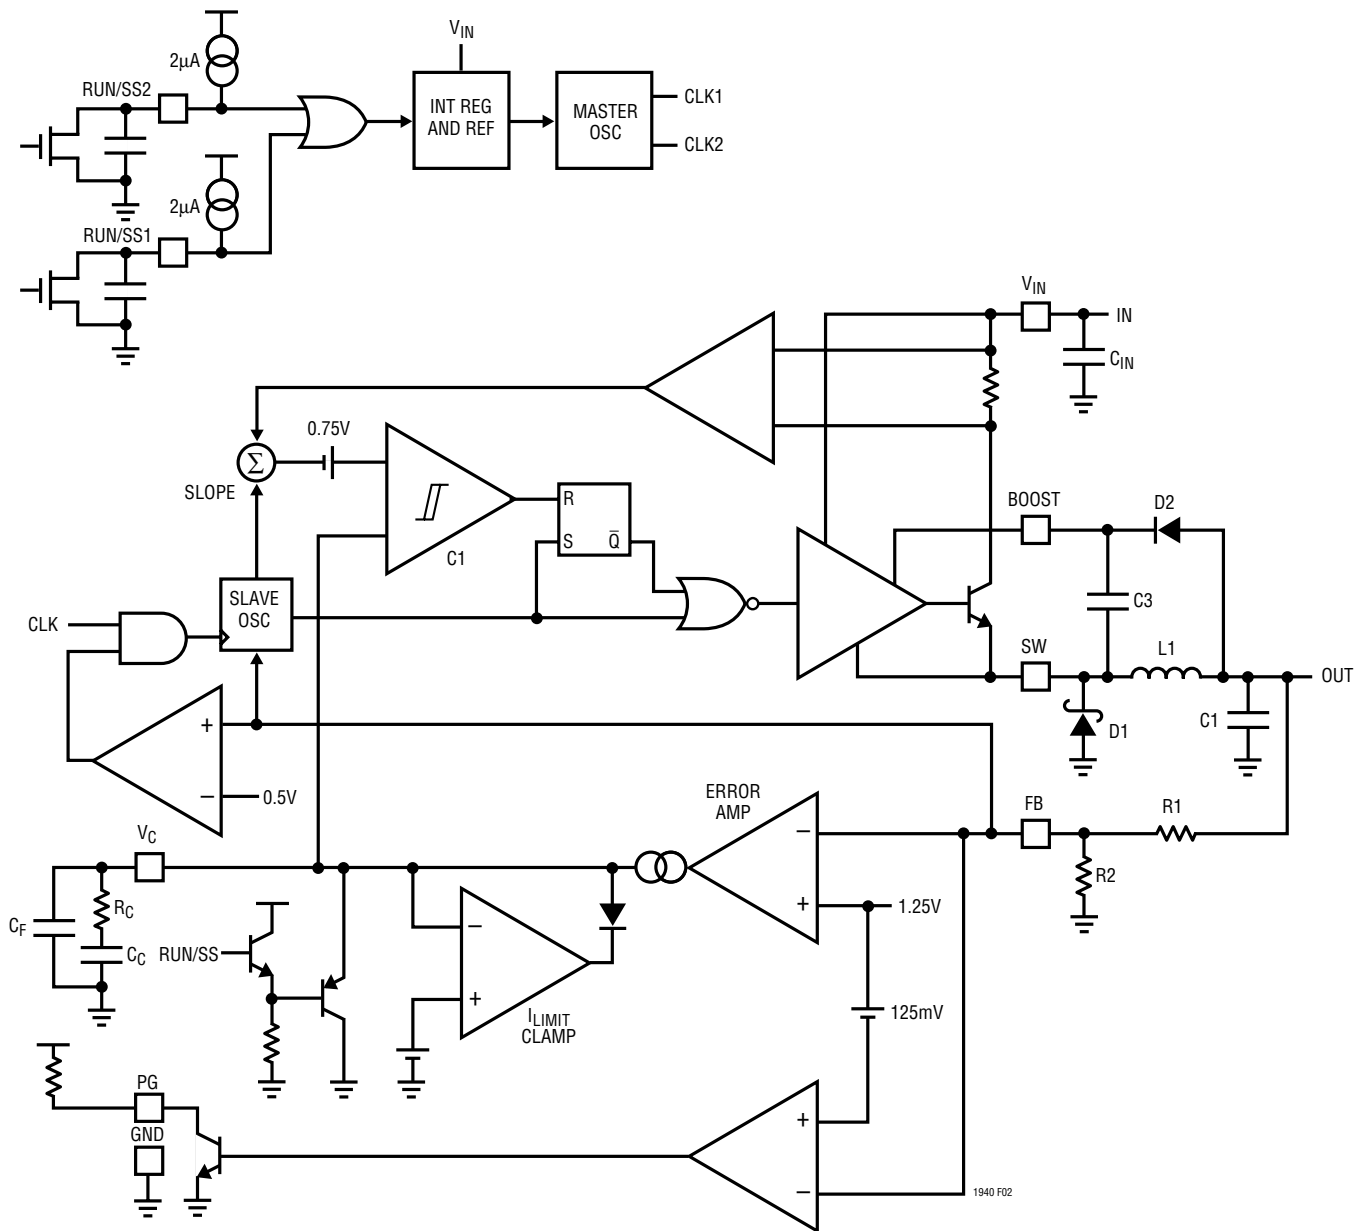 2µA
V_IN
RUN/SS2
INT REG
AND REF
MASTER
OSC
CLK1
CLK2
2µA
RUN/SS1
V_IN
IN
C_IN
0.75V
Σ
SLOPE
R
S
Q̄
C1
BOOST
D2
C3
CLK
SLAVE
OSC
SW
L1
OUT
D1
C1
+
−
0.5V
ERROR
AMP
−
+
1.25V
FB
R1
R2
V_C
C_F
R_C
C_C
RUN/SS
−
+
I_LIMIT
CLAMP
125mV
PG
GND
+
−
1940 F02